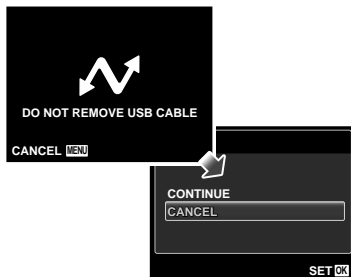 DO NOT REMOVE USB CABLE
CANCEL MENU
CONTINUE
CANCEL
SET OK